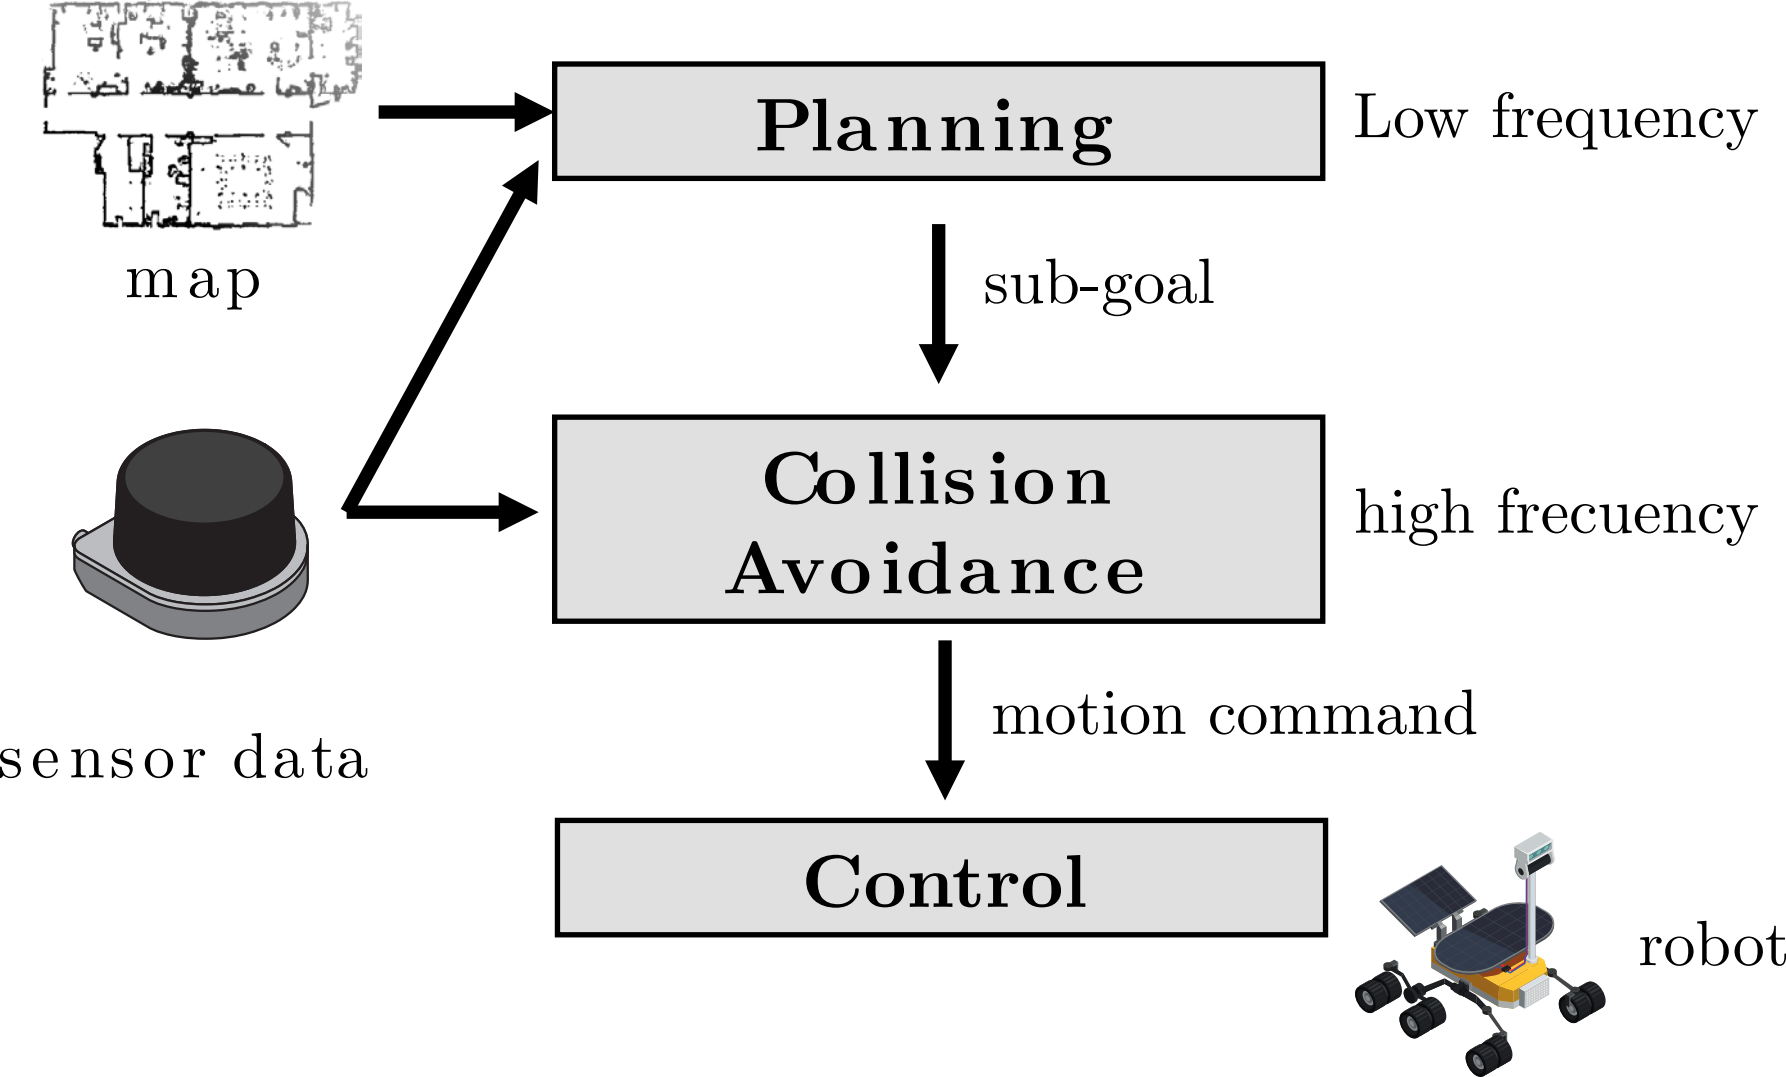 Planning
Low frequency
map
sub-goal
Collision
Avoidance
high frecuency
motion command
sensor data
Control
robot